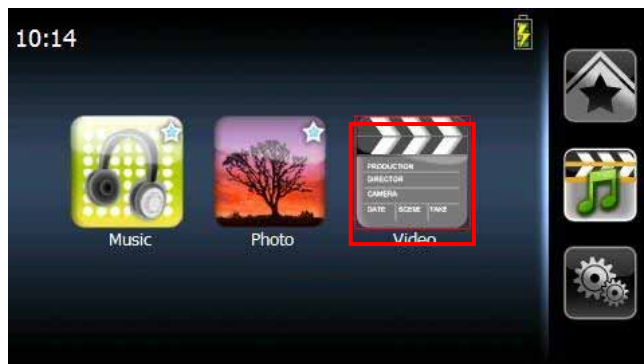 10:14
PRODUCTION
DIRECTOR
CAMERA
DATE SCENE TAKE
Music Photo Video